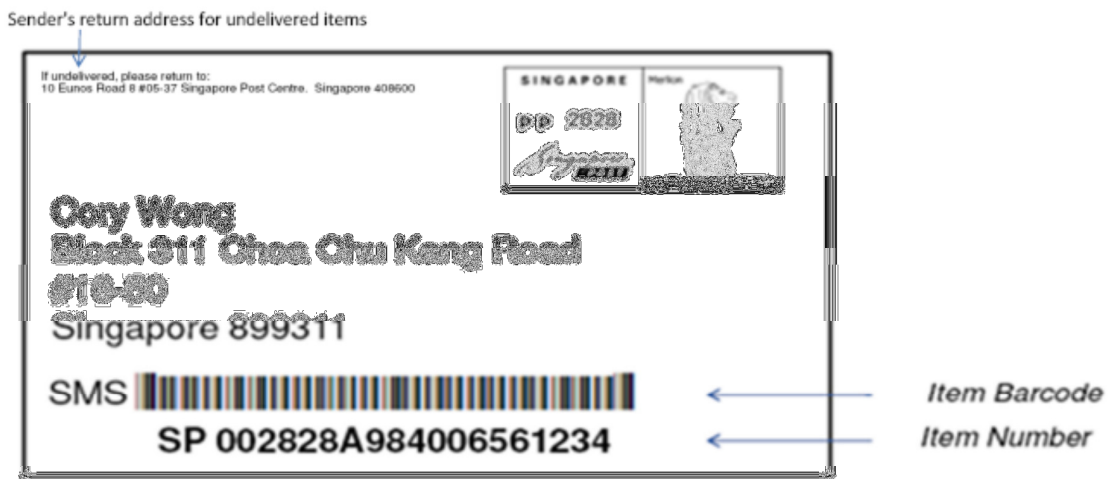 Sender's return address for undelivered items
If undelivered, please return to:
10 Eunos Road 8 #05-37 Singapore Post Centre. Singapore 408600
SINGAPORE
Merlion
PP 2828
Singapore
Cory Wong
Block 311 Choa Chu Kang Road
Singapore 899311
SMS
Item Barcode
SP 002828A984006561234
Item Number